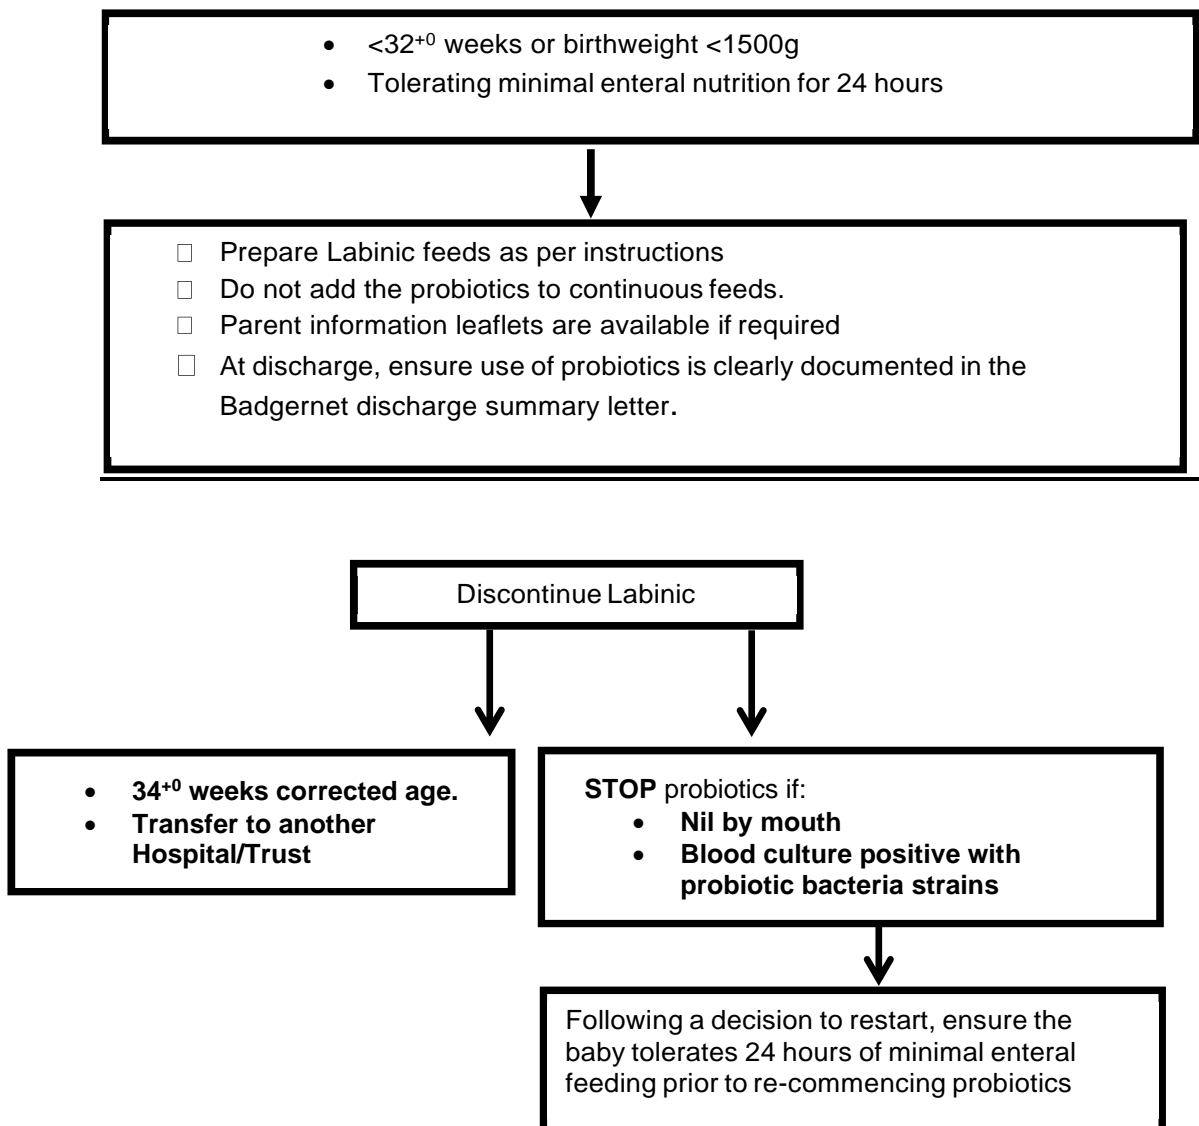 • <32⁺⁰ weeks or birthweight <1500g
• Tolerating minimal enteral nutrition for 24 hours
□ Prepare Labinic feeds as per instructions
□ Do not add the probiotics to continuous feeds.
□ Parent information leaflets are available if required
□ At discharge, ensure use of probiotics is clearly documented in the
Badgernet discharge summary letter.
Discontinue Labinic
• 34⁺⁰ weeks corrected age.
• Transfer to another
Hospital/Trust
STOP probiotics if:
• Nil by mouth
• Blood culture positive with
probiotic bacteria strains
Following a decision to restart, ensure the
baby tolerates 24 hours of minimal enteral
feeding prior to re-commencing probiotics